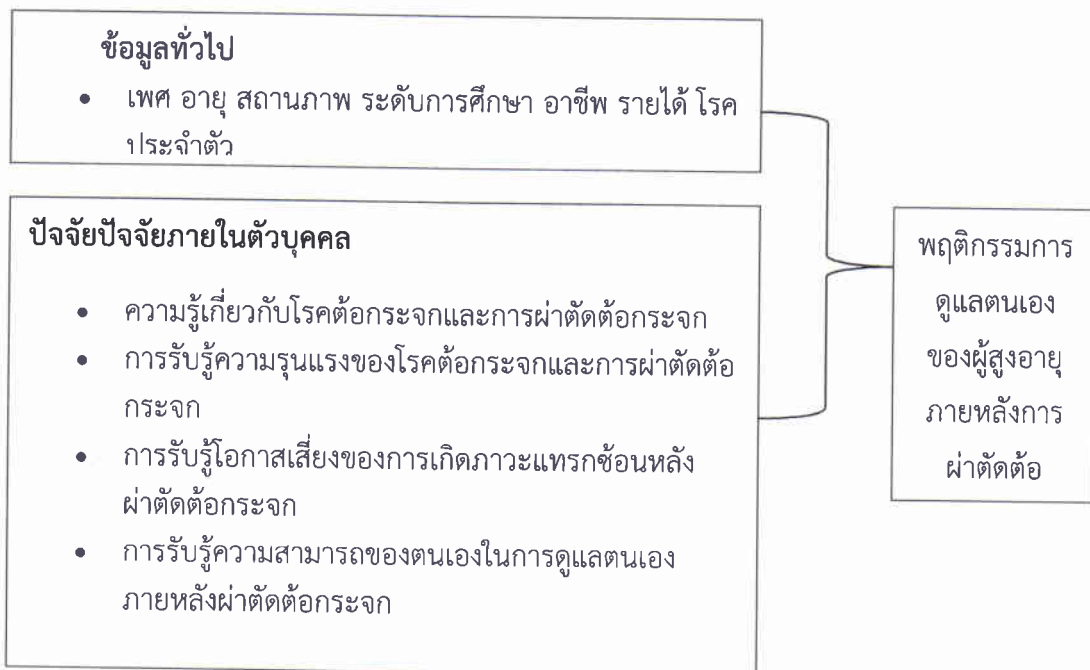 ข้อมูลทั่วไป
• เพศ อายุ สถานภาพ ระดับการศึกษา อาชีพ รายได้ โรค
ประจำตัว
ปัจจัยปัจจัยภายในตัวบุคคล
• ความรู้เกี่ยวกับโรคต้อกระจกและการผ่าตัดต้อกระจก
• การรับรู้ความรุนแรงของโรคต้อกระจกและการผ่าตัดต้อ
กระจก
• การรับรู้โอกาสเสี่ยงของการเกิดภาวะแทรกซ้อนหลัง
ผ่าตัดต้อกระจก
• การรับรู้ความสามารถของตนเองในการดูแลตนเอง
ภายหลังผ่าตัดต้อกระจก
พฤติกรรมการ
ดูแลตนเอง
ของผู้สูงอายุ
ภายหลังการ
ผ่าตัดต้อ